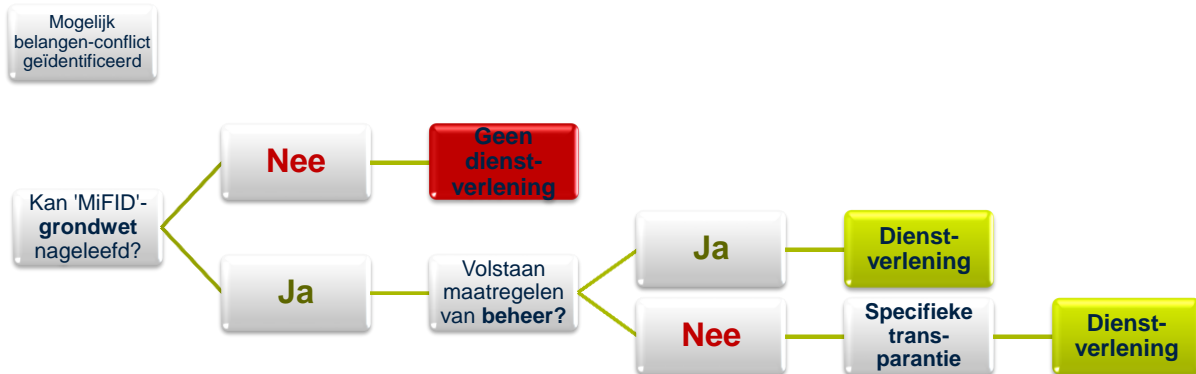 Mogelijk
belangen-conflict
geïdentificeerd
Kan 'MiFID'-
grondwet
nageleefd?
Nee
Geen
dienst-
verlening
Ja
Volstaan
maatregelen
van beheer?
Ja
Dienst-
verlening
Nee
Specifieke
trans-
parantie
Dienst-
verlening